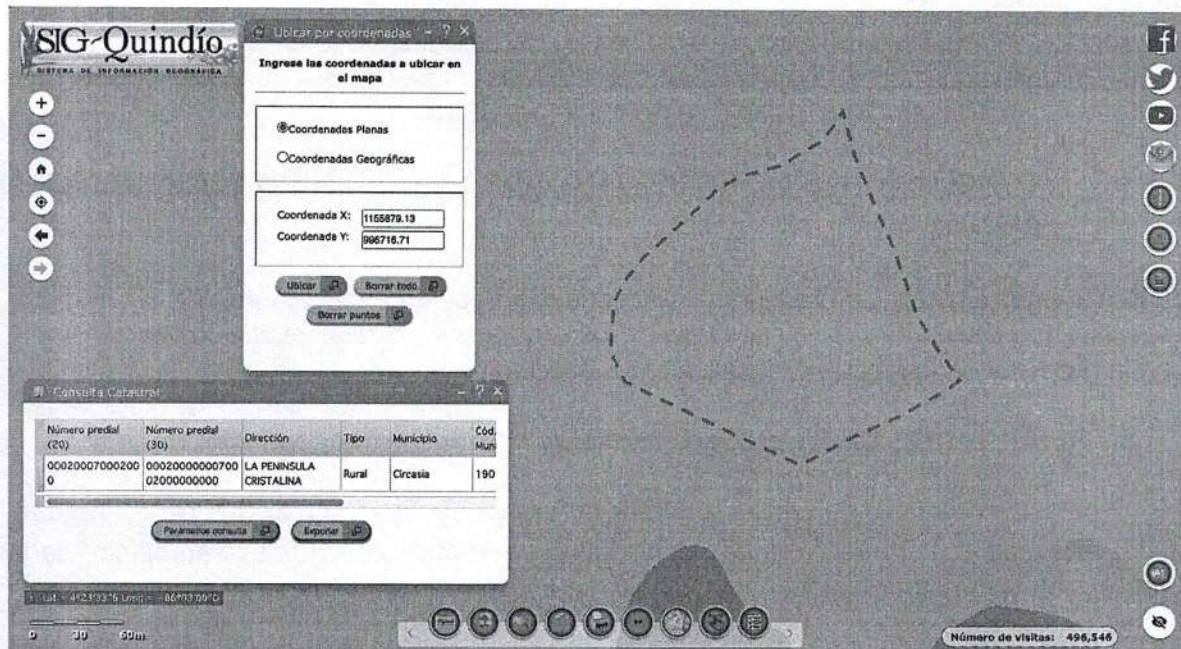 SIG-Quindío
SISTEMA DE INFORMACIÓN GEOGRÁFICA
Ubicar por coordenadas - ? X
Ingrese las coordenadas a ubicar en
el mapa
Coordenadas Planas
Coordenadas Geográficas
Coordenada X: 1155879.13
Coordenada Y: 995716.71
Ubicar
Borrar todo
Borrar puntos
Consulta Catastral - ? X
Número predial
(20)
Número predial
(30)
Dirección
Tipo
Municipio
Cód.
Mun
00020007000200
0
00020000000700
02000000000
LA PENINSULA
CRISTALINA
Rural
Circasia
190
Parámetros consulta
Exportar
0 30 60m
Número de visitas: 496,546